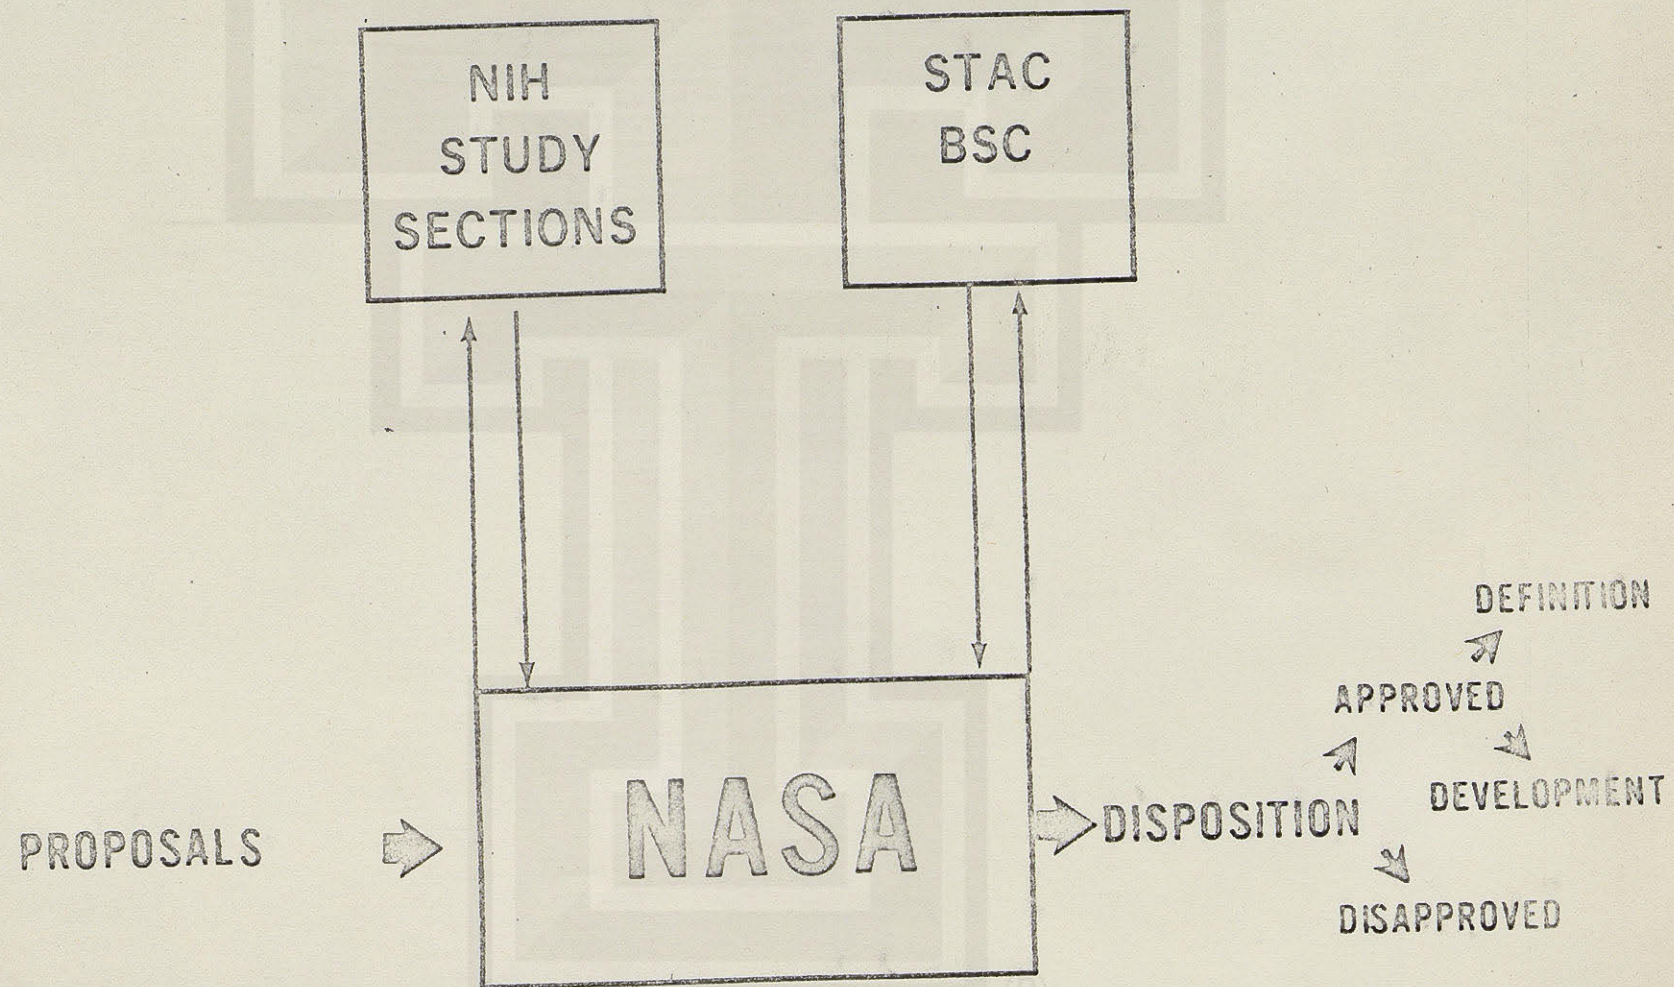 NIH
STUDY
SECTIONS
STAC
BSC
DEFINITION
APPROVED
DEVELOPMENT
PROPOSALS
NASA
DISPOSITION
DISAPPROVED